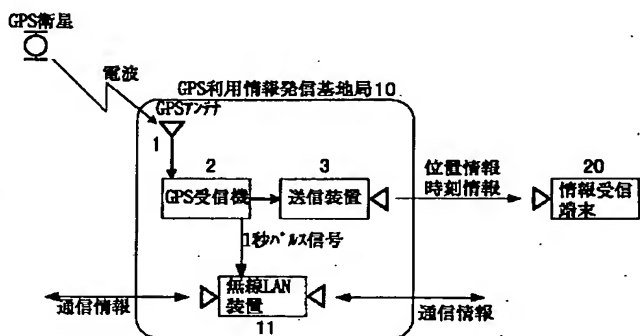 GPS衛星
電波
GPS利用情報発信基地局10
GPSアンテナ
1
2
3
20
GPS受信機
送信装置
位置情報
時刻情報
情報受信
端末
1秒パルス信号
無線LAN
装置
11
通信情報
通信情報